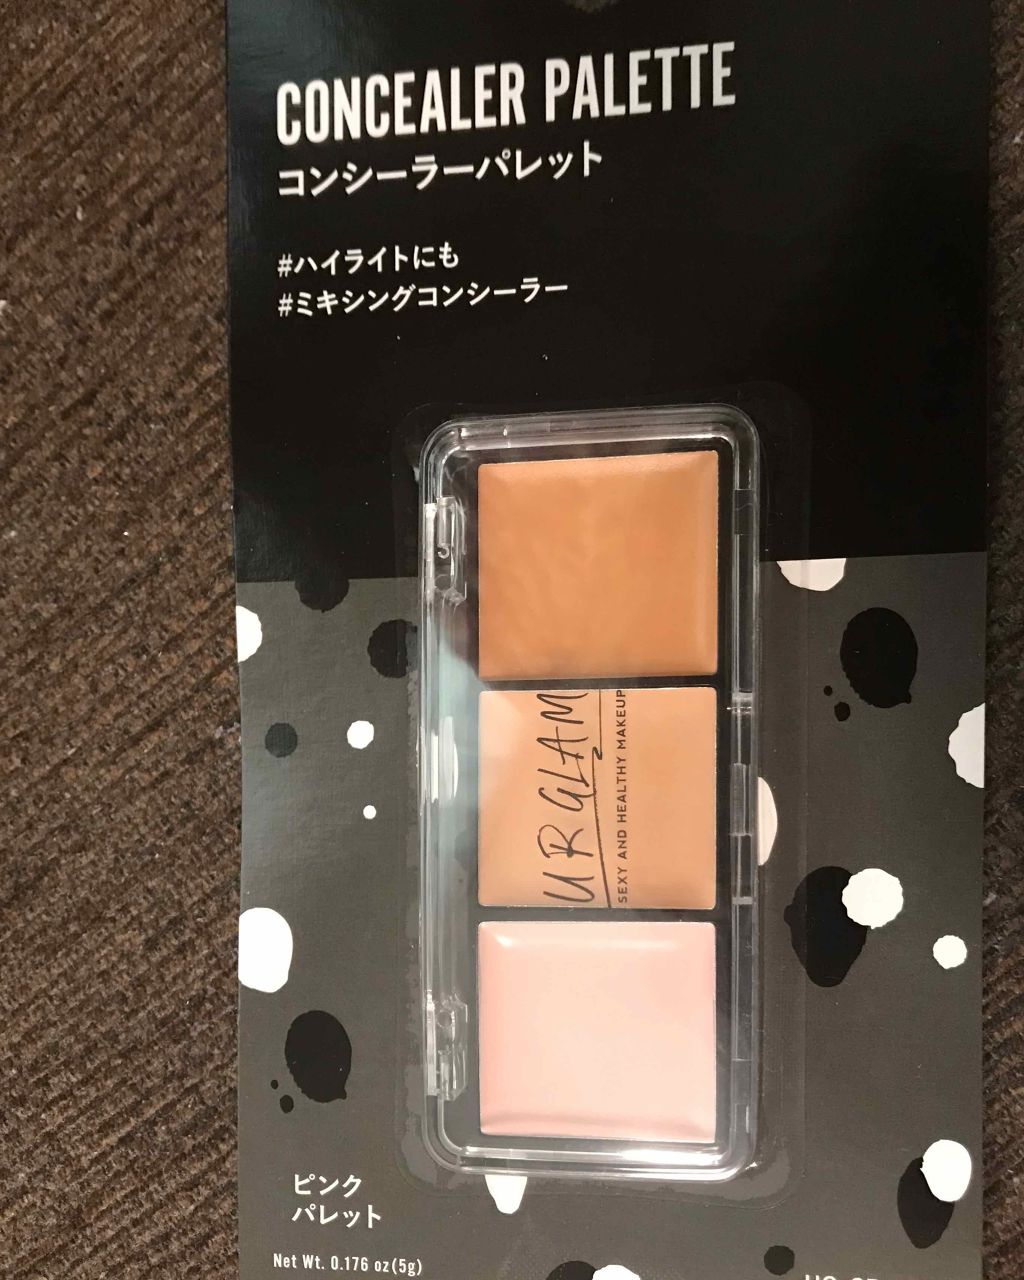 CONCEALER PALETTE
コンシーラーパレット
#ハイライトにも
#ミキシングコンシーラー
UR GLAM
SEXY AND HEALTHY MAKEUP
ピンク
パレット
Net Wt. 0.176 oz(5g)